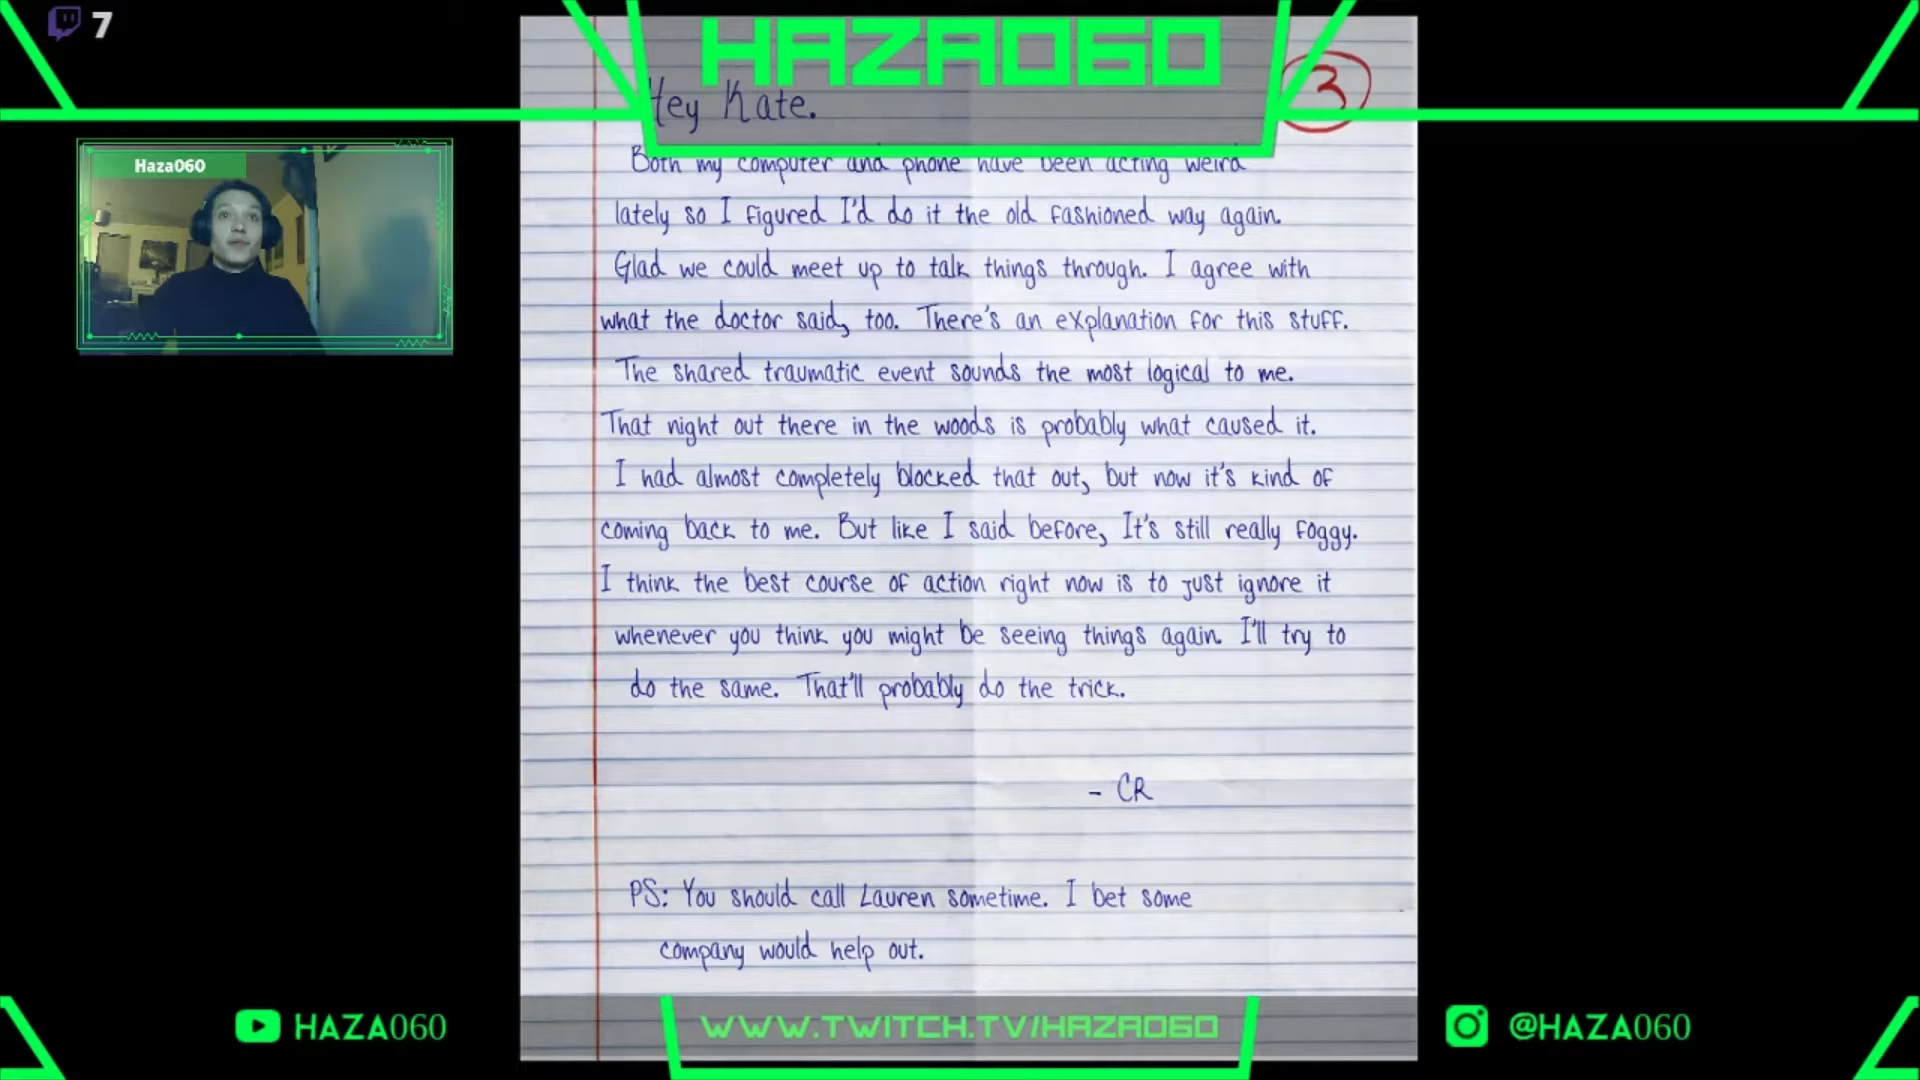 7
HAZA060
3
Hey Kate.
Haza060
Both my computer and phone have been acting weird
lately so I figured I'd do it the old fashioned way again.
Glad we could meet up to talk things through. I agree with
what the doctor said, too. There's an explanation for this stuff.
The shared traumatic event sounds the most logical to me.
That night out there in the woods is probably what caused it.
I had almost completely blocked that out, but now it's kind of
coming back to me. But like I said before, It's still really foggy.
I think the best course of action right now is to just ignore it
whenever you think you might be seeing things again. I'll try to
do the same. That'll probably do the trick.
- CR
PS: You should call Lauren sometime. I bet some
company would help out.
HAZA060
WWW.TWITCH.TV/HAZA060
@HAZA060